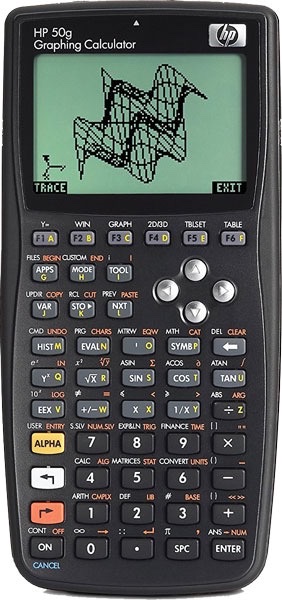 HP 50g
Graphing Calculator
hp
TRACE EXIT
Y= WIN GRAPH 2D/3D TBLSET TABLE
F1 A F2 B F3 C F4 D F5 E F6 F
FILES BEGIN CUSTOM END i I
APPS G MODE H TOOL I
UPDIR COPY RCL CUT PREV PASTE
VAR J STO▶ K NXT L
CMD UNDO PRG CHARS MTRW EQW MTH CAT DEL CLEAR
HIST M EVAL N ' O SYMB P
LN SIN ASIN Σ ACOS ∂ ATAN ∫
Yˣ Q √X R SIN S COS T TAN U
10ˣ LOG ≠ = ≤ < ≥ > ABS ARG
EEX V +/− W X X 1/X Y ÷ Z
USER ENTRY S.SLV NUM.SLV EXP&LN TRIG FINANCE TIME [ ] " "
ALPHA 7 8 9 ×
CALC ALG MATRICES STAT CONVERT UNITS ( ) _
4 5 6 −
ARITH CMPLX DEF LIB # BASE { } « »
1 2 3 +
CONT OFF ∞ → : : ↵ π , ANS →NUM
ON 0 • SPC ENTER
CANCEL